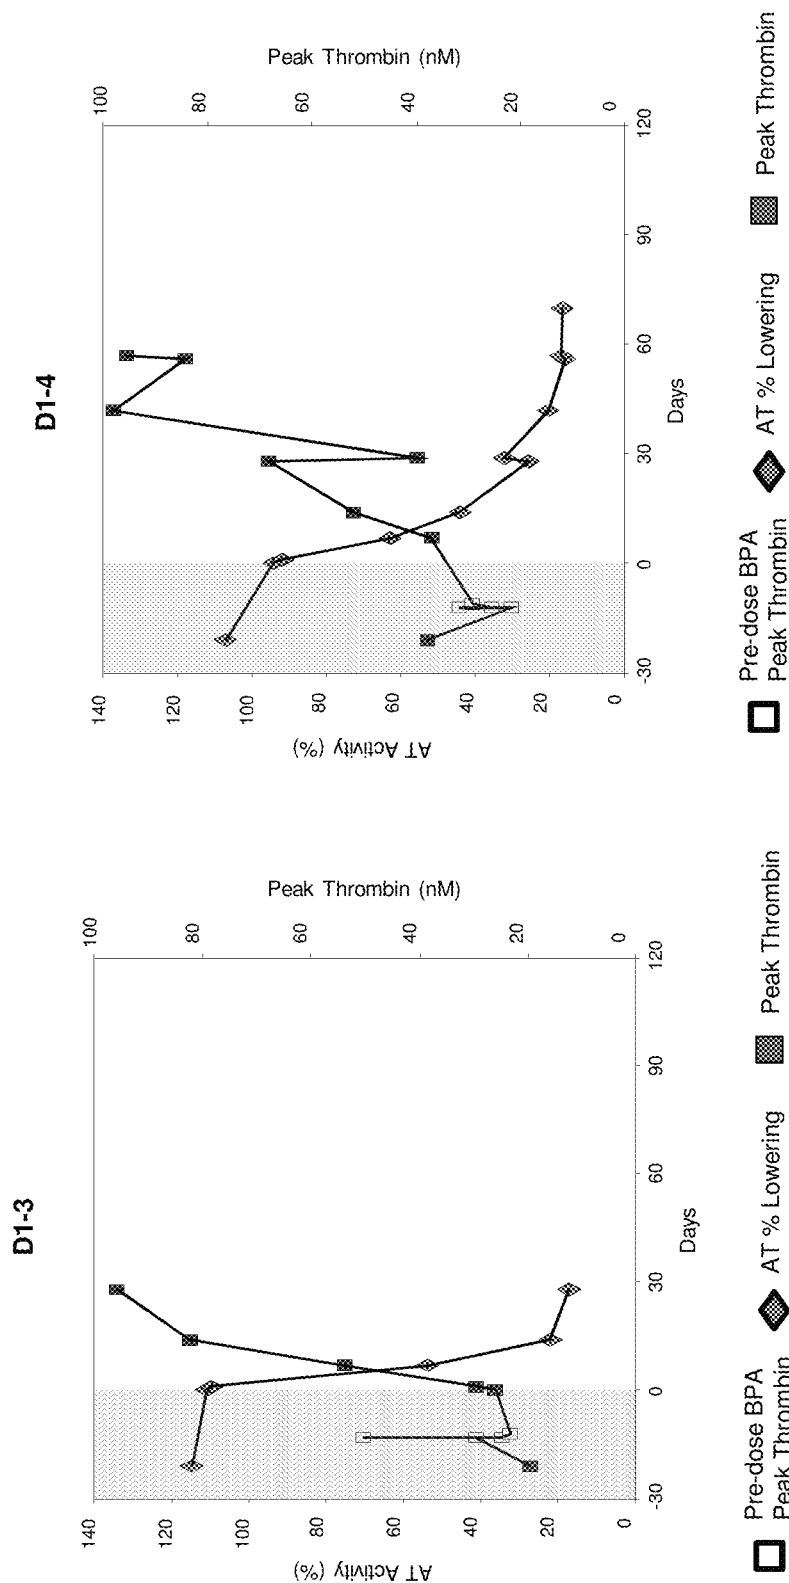 D1-3
AT Activity (%)
140
120
100
80
60
40
20
0
-30
0
30
60
90
120
Days
100
80
60
40
20
0
Peak Thrombin (nM)
Pre-dose BPA
Peak Thrombin
AT % Lowering
Peak Thrombin
D1-4
AT Activity (%)
140
120
100
80
60
40
20
0
-30
0
30
60
90
120
Days
100
80
60
40
20
0
Peak Thrombin (nM)
Pre-dose BPA
Peak Thrombin
AT % Lowering
Peak Thrombin